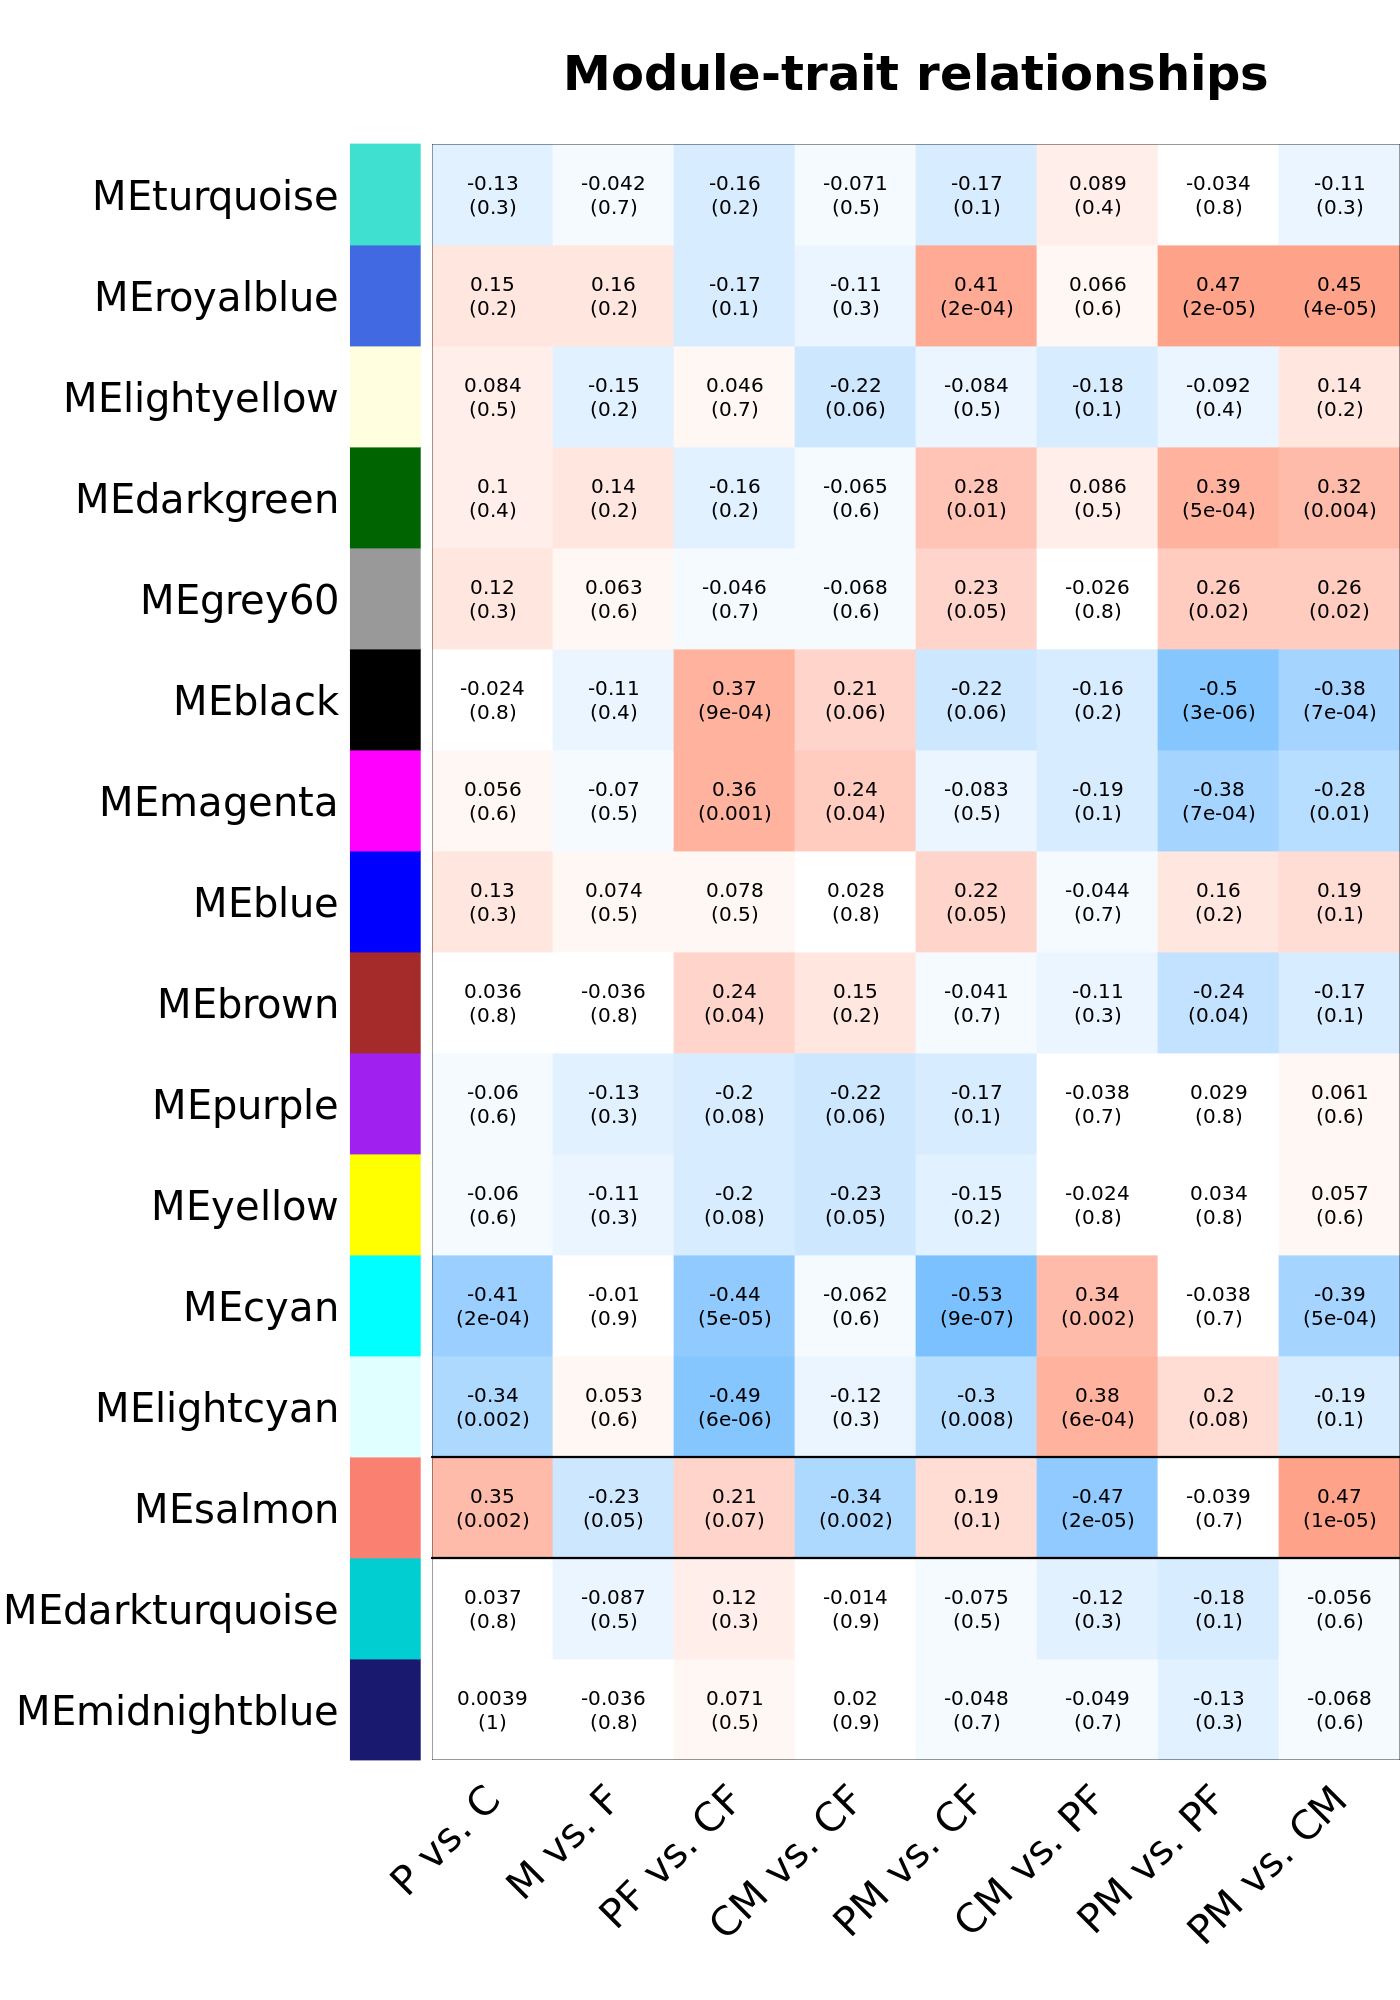 Module-trait relationships
MEturquoise -0.13 -0.042 -0.16 -0.071 -0.17 0.089 -0.034 -0.11
(0.3) (0.7) (0.2) (0.5) (0.1) (0.4) (0.8) (0.3)
MEroyalblue 0.15 0.16 -0.17 -0.11 0.41 0.066 0.47 0.45
(0.2) (0.2) (0.1) (0.3) (2e-04) (0.6) (2e-05) (4e-05)
MElightyellow 0.084 -0.15 0.046 -0.22 -0.084 -0.18 -0.092 0.14
(0.5) (0.2) (0.7) (0.06) (0.5) (0.1) (0.4) (0.2)
MEdarkgreen 0.1 0.14 -0.16 -0.065 0.28 0.086 0.39 0.32
(0.4) (0.2) (0.2) (0.6) (0.01) (0.5) (5e-04) (0.004)
MEgrey60 0.12 0.063 -0.046 -0.068 0.23 -0.026 0.26 0.26
(0.3) (0.6) (0.7) (0.6) (0.05) (0.8) (0.02) (0.02)
MEblack -0.024 -0.11 0.37 0.21 -0.22 -0.16 -0.5 -0.38
(0.8) (0.4) (9e-04) (0.06) (0.06) (0.2) (3e-06) (7e-04)
MEmagenta 0.056 -0.07 0.36 0.24 -0.083 -0.19 -0.38 -0.28
(0.6) (0.5) (0.001) (0.04) (0.5) (0.1) (7e-04) (0.01)
MEblue 0.13 0.074 0.078 0.028 0.22 -0.044 0.16 0.19
(0.3) (0.5) (0.5) (0.8) (0.05) (0.7) (0.2) (0.1)
MEbrown 0.036 -0.036 0.24 0.15 -0.041 -0.11 -0.24 -0.17
(0.8) (0.8) (0.04) (0.2) (0.7) (0.3) (0.04) (0.1)
MEpurple -0.06 -0.13 -0.2 -0.22 -0.17 -0.038 0.029 0.061
(0.6) (0.3) (0.08) (0.06) (0.1) (0.7) (0.8) (0.6)
MEyellow -0.06 -0.11 -0.2 -0.23 -0.15 -0.024 0.034 0.057
(0.6) (0.3) (0.08) (0.05) (0.2) (0.8) (0.8) (0.6)
MEcyan -0.41 -0.01 -0.44 -0.062 -0.53 0.34 -0.038 -0.39
(2e-04) (0.9) (5e-05) (0.6) (9e-07) (0.002) (0.7) (5e-04)
MElightcyan -0.34 0.053 -0.49 -0.12 -0.3 0.38 0.2 -0.19
(0.002) (0.6) (6e-06) (0.3) (0.008) (6e-04) (0.08) (0.1)
MEsalmon 0.35 -0.23 0.21 -0.34 0.19 -0.47 -0.039 0.47
(0.002) (0.05) (0.07) (0.002) (0.1) (2e-05) (0.7) (1e-05)
MEdarkturquoise 0.037 -0.087 0.12 -0.014 -0.075 -0.12 -0.18 -0.056
(0.8) (0.5) (0.3) (0.9) (0.5) (0.3) (0.1) (0.6)
MEmidnightblue 0.0039 -0.036 0.071 0.02 -0.048 -0.049 -0.13 -0.068
(1) (0.8) (0.5) (0.9) (0.7) (0.7) (0.3) (0.6)
P vs. C
M vs. F
PF vs. CF
CM vs. CF
PM vs. CF
CM vs. PF
PM vs. PF
PM vs. CM